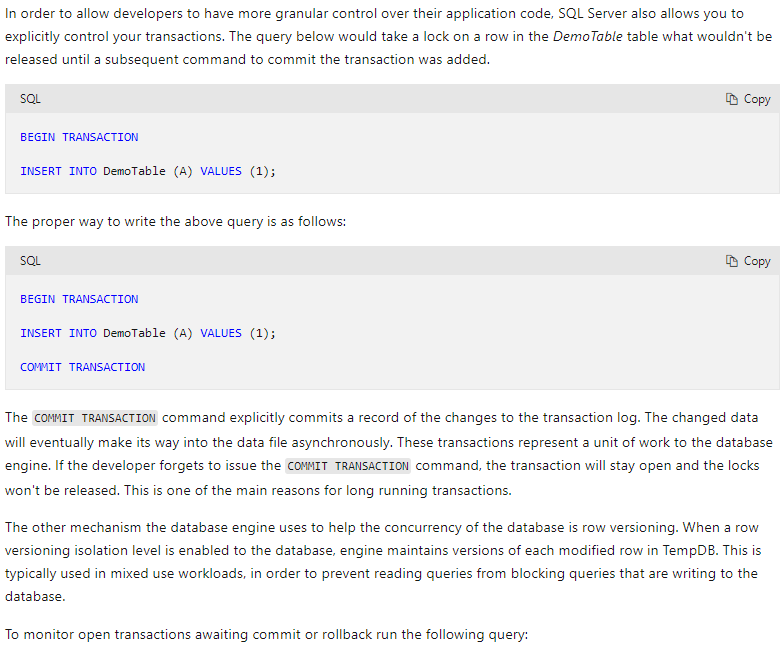 In order to allow developers to have more granular control over their application code, SQL Server also allows you to
explicitly control your transactions. The query below would take a lock on a row in the DemoTable table what wouldn't be
released until a subsequent command to commit the transaction was added.
SQL
Copy
BEGIN TRANSACTION
INSERT INTO DemoTable (A) VALUES (1);
The proper way to write the above query is as follows:
SQL
Copy
BEGIN TRANSACTION
INSERT INTO DemoTable (A) VALUES (1);
COMMIT TRANSACTION
The COMMIT TRANSACTION command explicitly commits a record of the changes to the transaction log. The changed data
will eventually make its way into the data file asynchronously. These transactions represent a unit of work to the database
engine. If the developer forgets to issue the COMMIT TRANSACTION command, the transaction will stay open and the locks
won't be released. This is one of the main reasons for long running transactions.
The other mechanism the database engine uses to help the concurrency of the database is row versioning. When a row
versioning isolation level is enabled to the database, engine maintains versions of each modified row in TempDB. This is
typically used in mixed use workloads, in order to prevent reading queries from blocking queries that are writing to the
database.
To monitor open transactions awaiting commit or rollback run the following query: